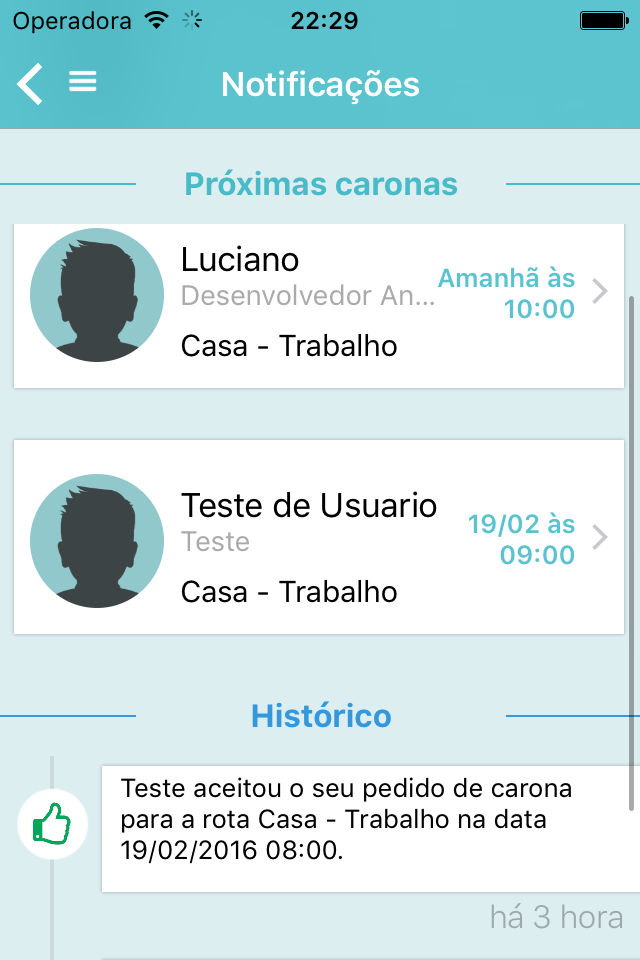 Operadora 22:29
Notificações
Próximas caronas
Luciano
Desenvolvedor An...
Amanhã às
10:00
Casa - Trabalho
Teste de Usuario
Teste
19/02 às
09:00
Casa - Trabalho
Histórico
Teste aceitou o seu pedido de carona
para a rota Casa - Trabalho na data
19/02/2016 08:00.
há 3 hora